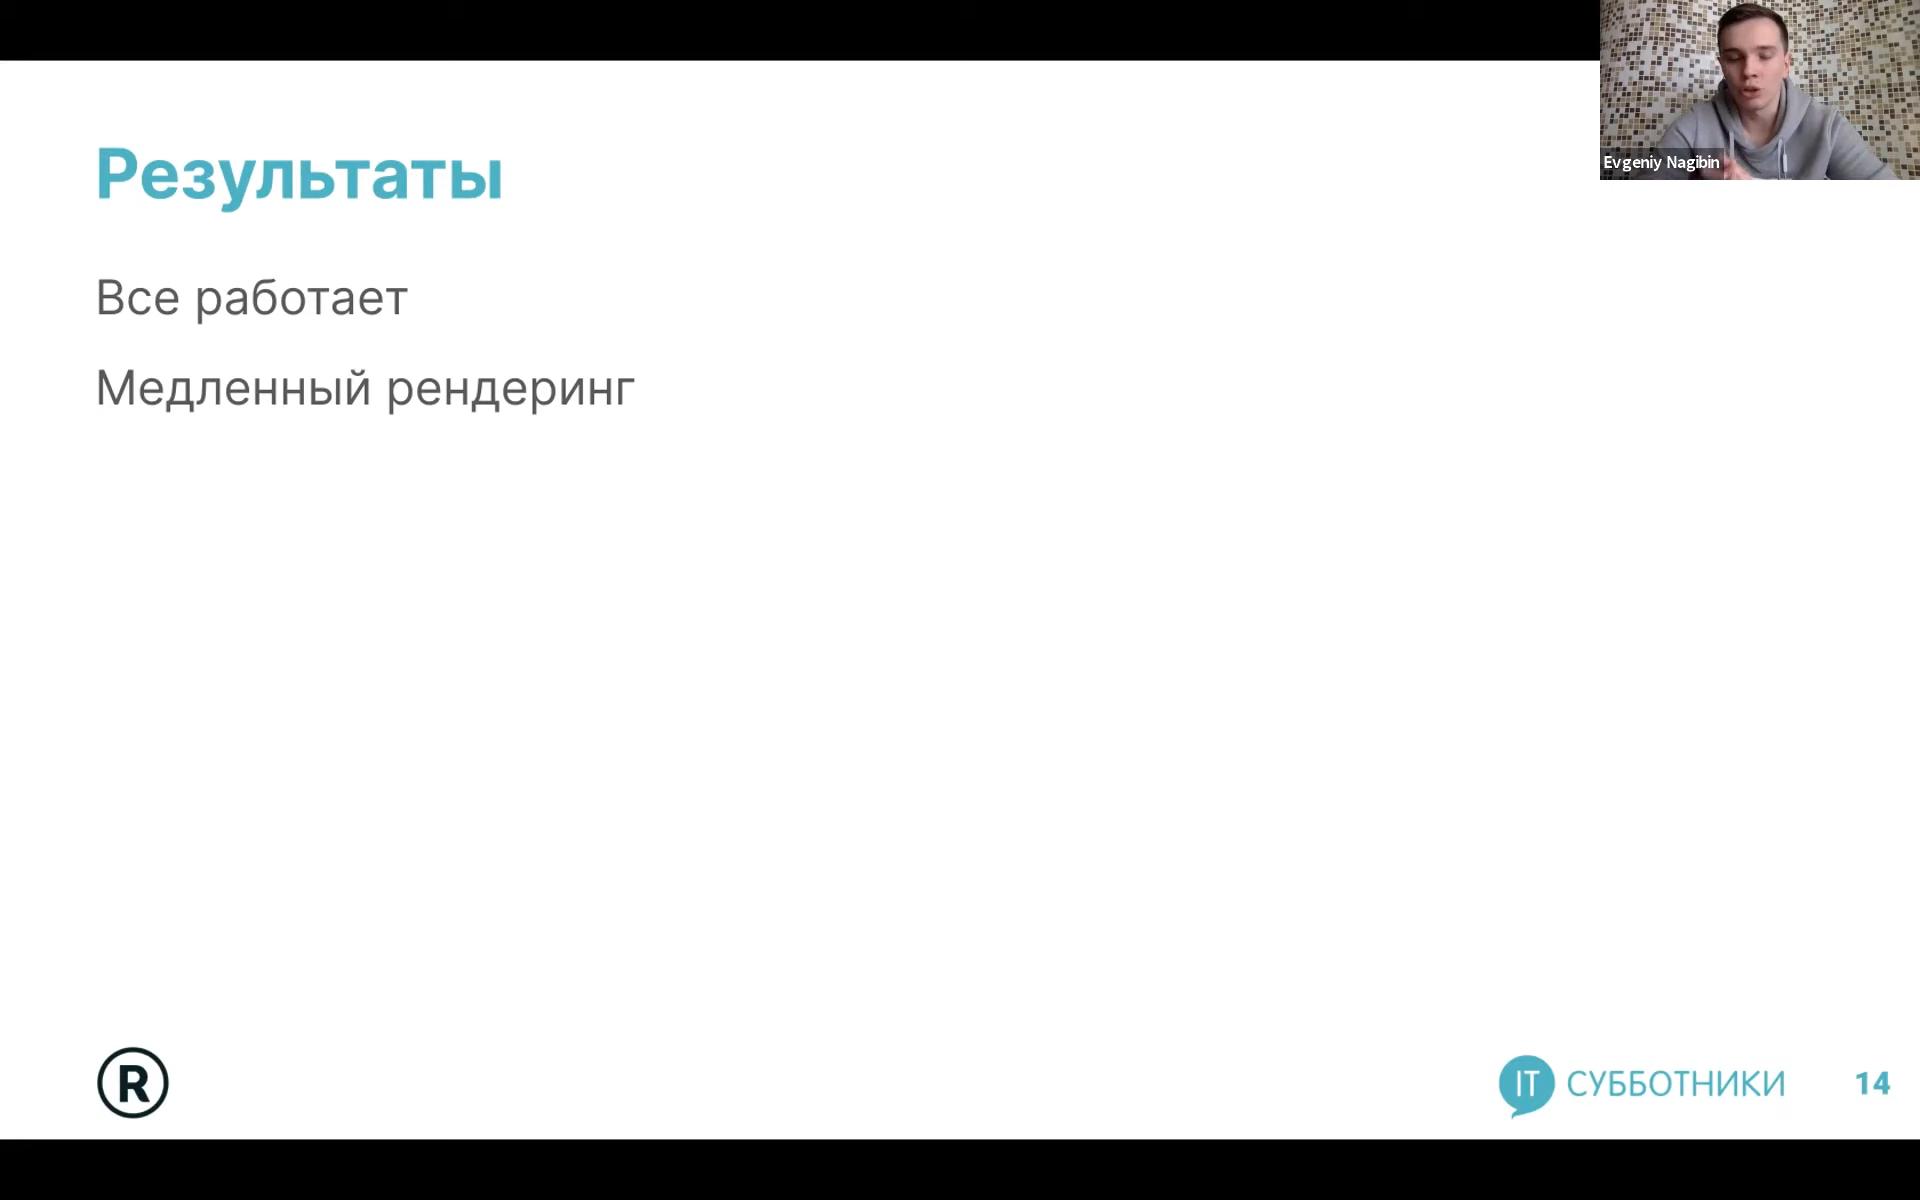 Evgeniy Nagibin
Результаты
Все работает
Медленный рендеринг
R
IT СУББОТНИКИ
14